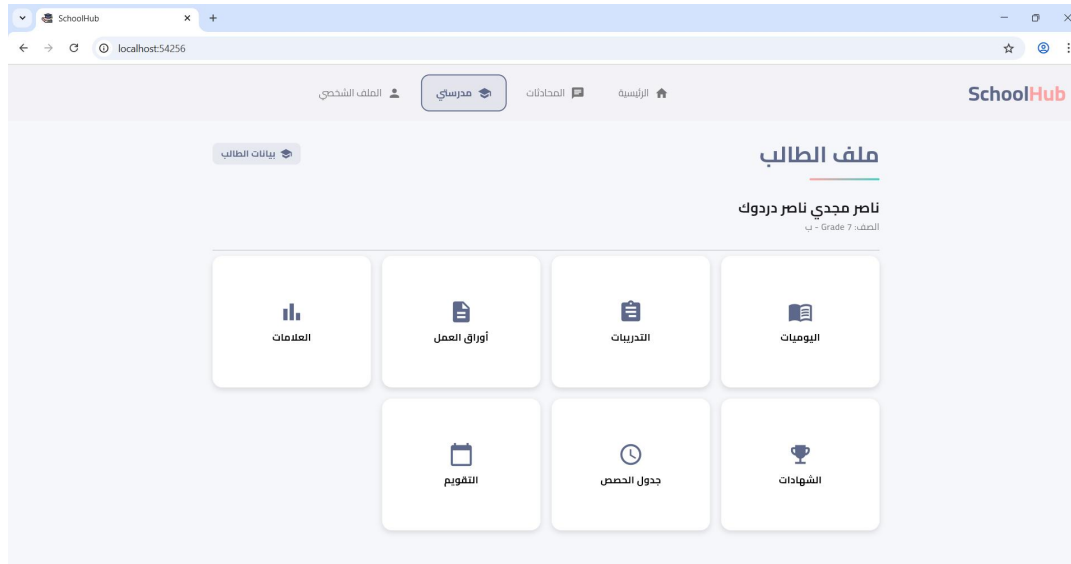 SchoolHub
localhost:54256
SchoolHub
الرئيسية
المحادثات
مدرستي
الملف الشخصي
ملف الطالب
بيانات الطالب
ناصر مجدي ناصر دردوك
الصف: Grade 7 - ب
اليوميات
التدريبات
أوراق العمل
العلامات
الشهادات
جدول الحصص
التقويم